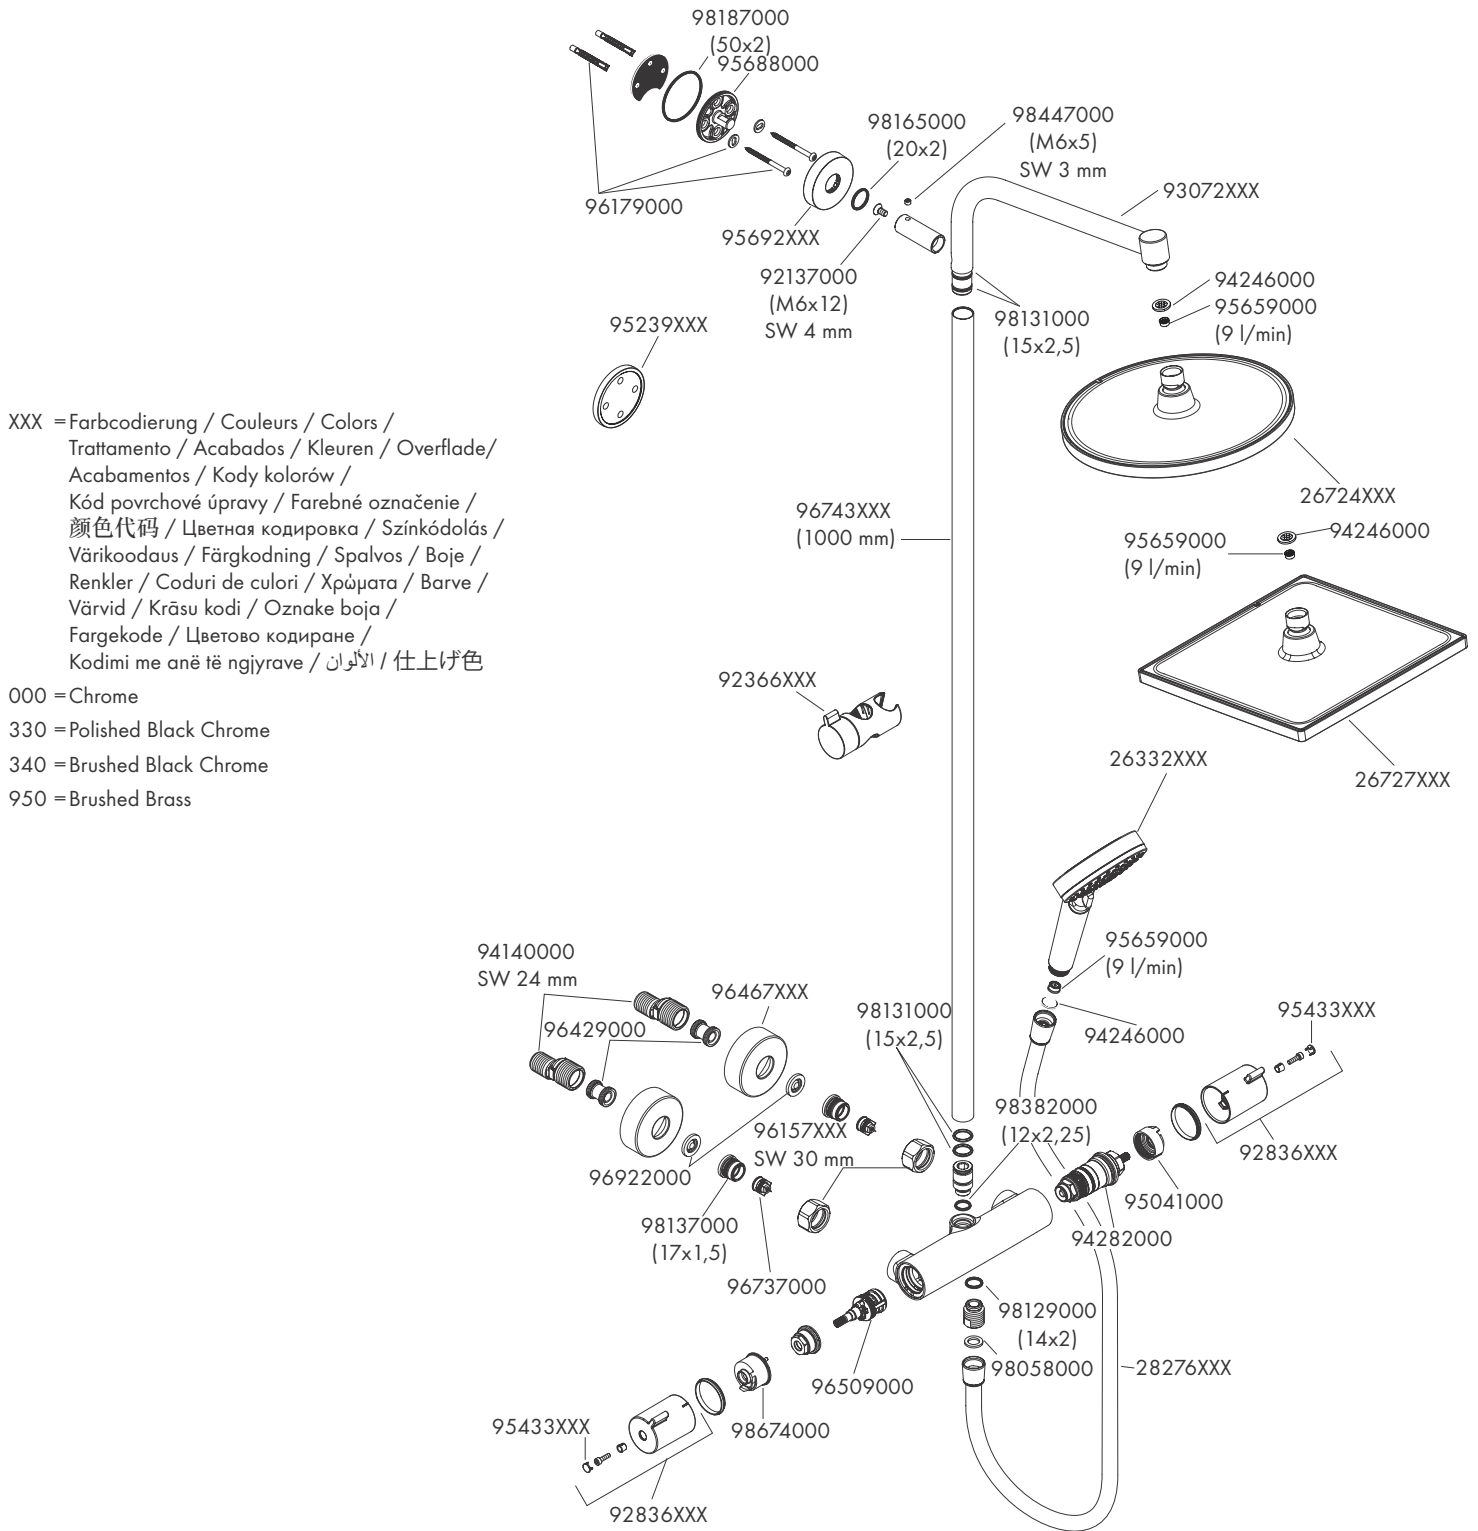 98187000
(50x2)
95688000
98165000
(20x2)
98447000
(M6x5)
SW 3 mm
93072XXX
96179000
95692XXX
92137000
(M6x12)
SW 4 mm
94246000
95659000
(9 l/min)
98131000
(15x2,5)
95239XXX
XXX = Farbcodierung / Couleurs / Colors /
Trattamento / Acabados / Kleuren / Overflade/
Acabamentos / Kody kolorów /
Kód povrchové úpravy / Farebné označenie /
颜色代码 / Цветная кодировка / Színkódolás /
Värikoodaus / Färgkodning / Spalvos / Boje /
Renkler / Coduri de culori / Χρώματα / Barve /
Värvid / Krāsu kodi / Oznake boja /
Fargekode / Цветово кодиране /
Kodimi me anë të ngjyrave / الألوان / 仕上げ色
000 = Chrome
330 = Polished Black Chrome
340 = Brushed Black Chrome
950 = Brushed Brass
26724XXX
96743XXX
(1000 mm)
94246000
95659000
(9 l/min)
92366XXX
26332XXX
26727XXX
94140000
SW 24 mm
96467XXX
96429000
95659000
(9 l/min)
98131000
(15x2,5)
94246000
95433XXX
98382000
(12x2,25)
96157XXX
SW 30 mm
92836XXX
96922000
95041000
98137000
(17x1,5)
94282000
96737000
98129000
(14x2)
98058000
28276XXX
96509000
98674000
95433XXX
92836XXX